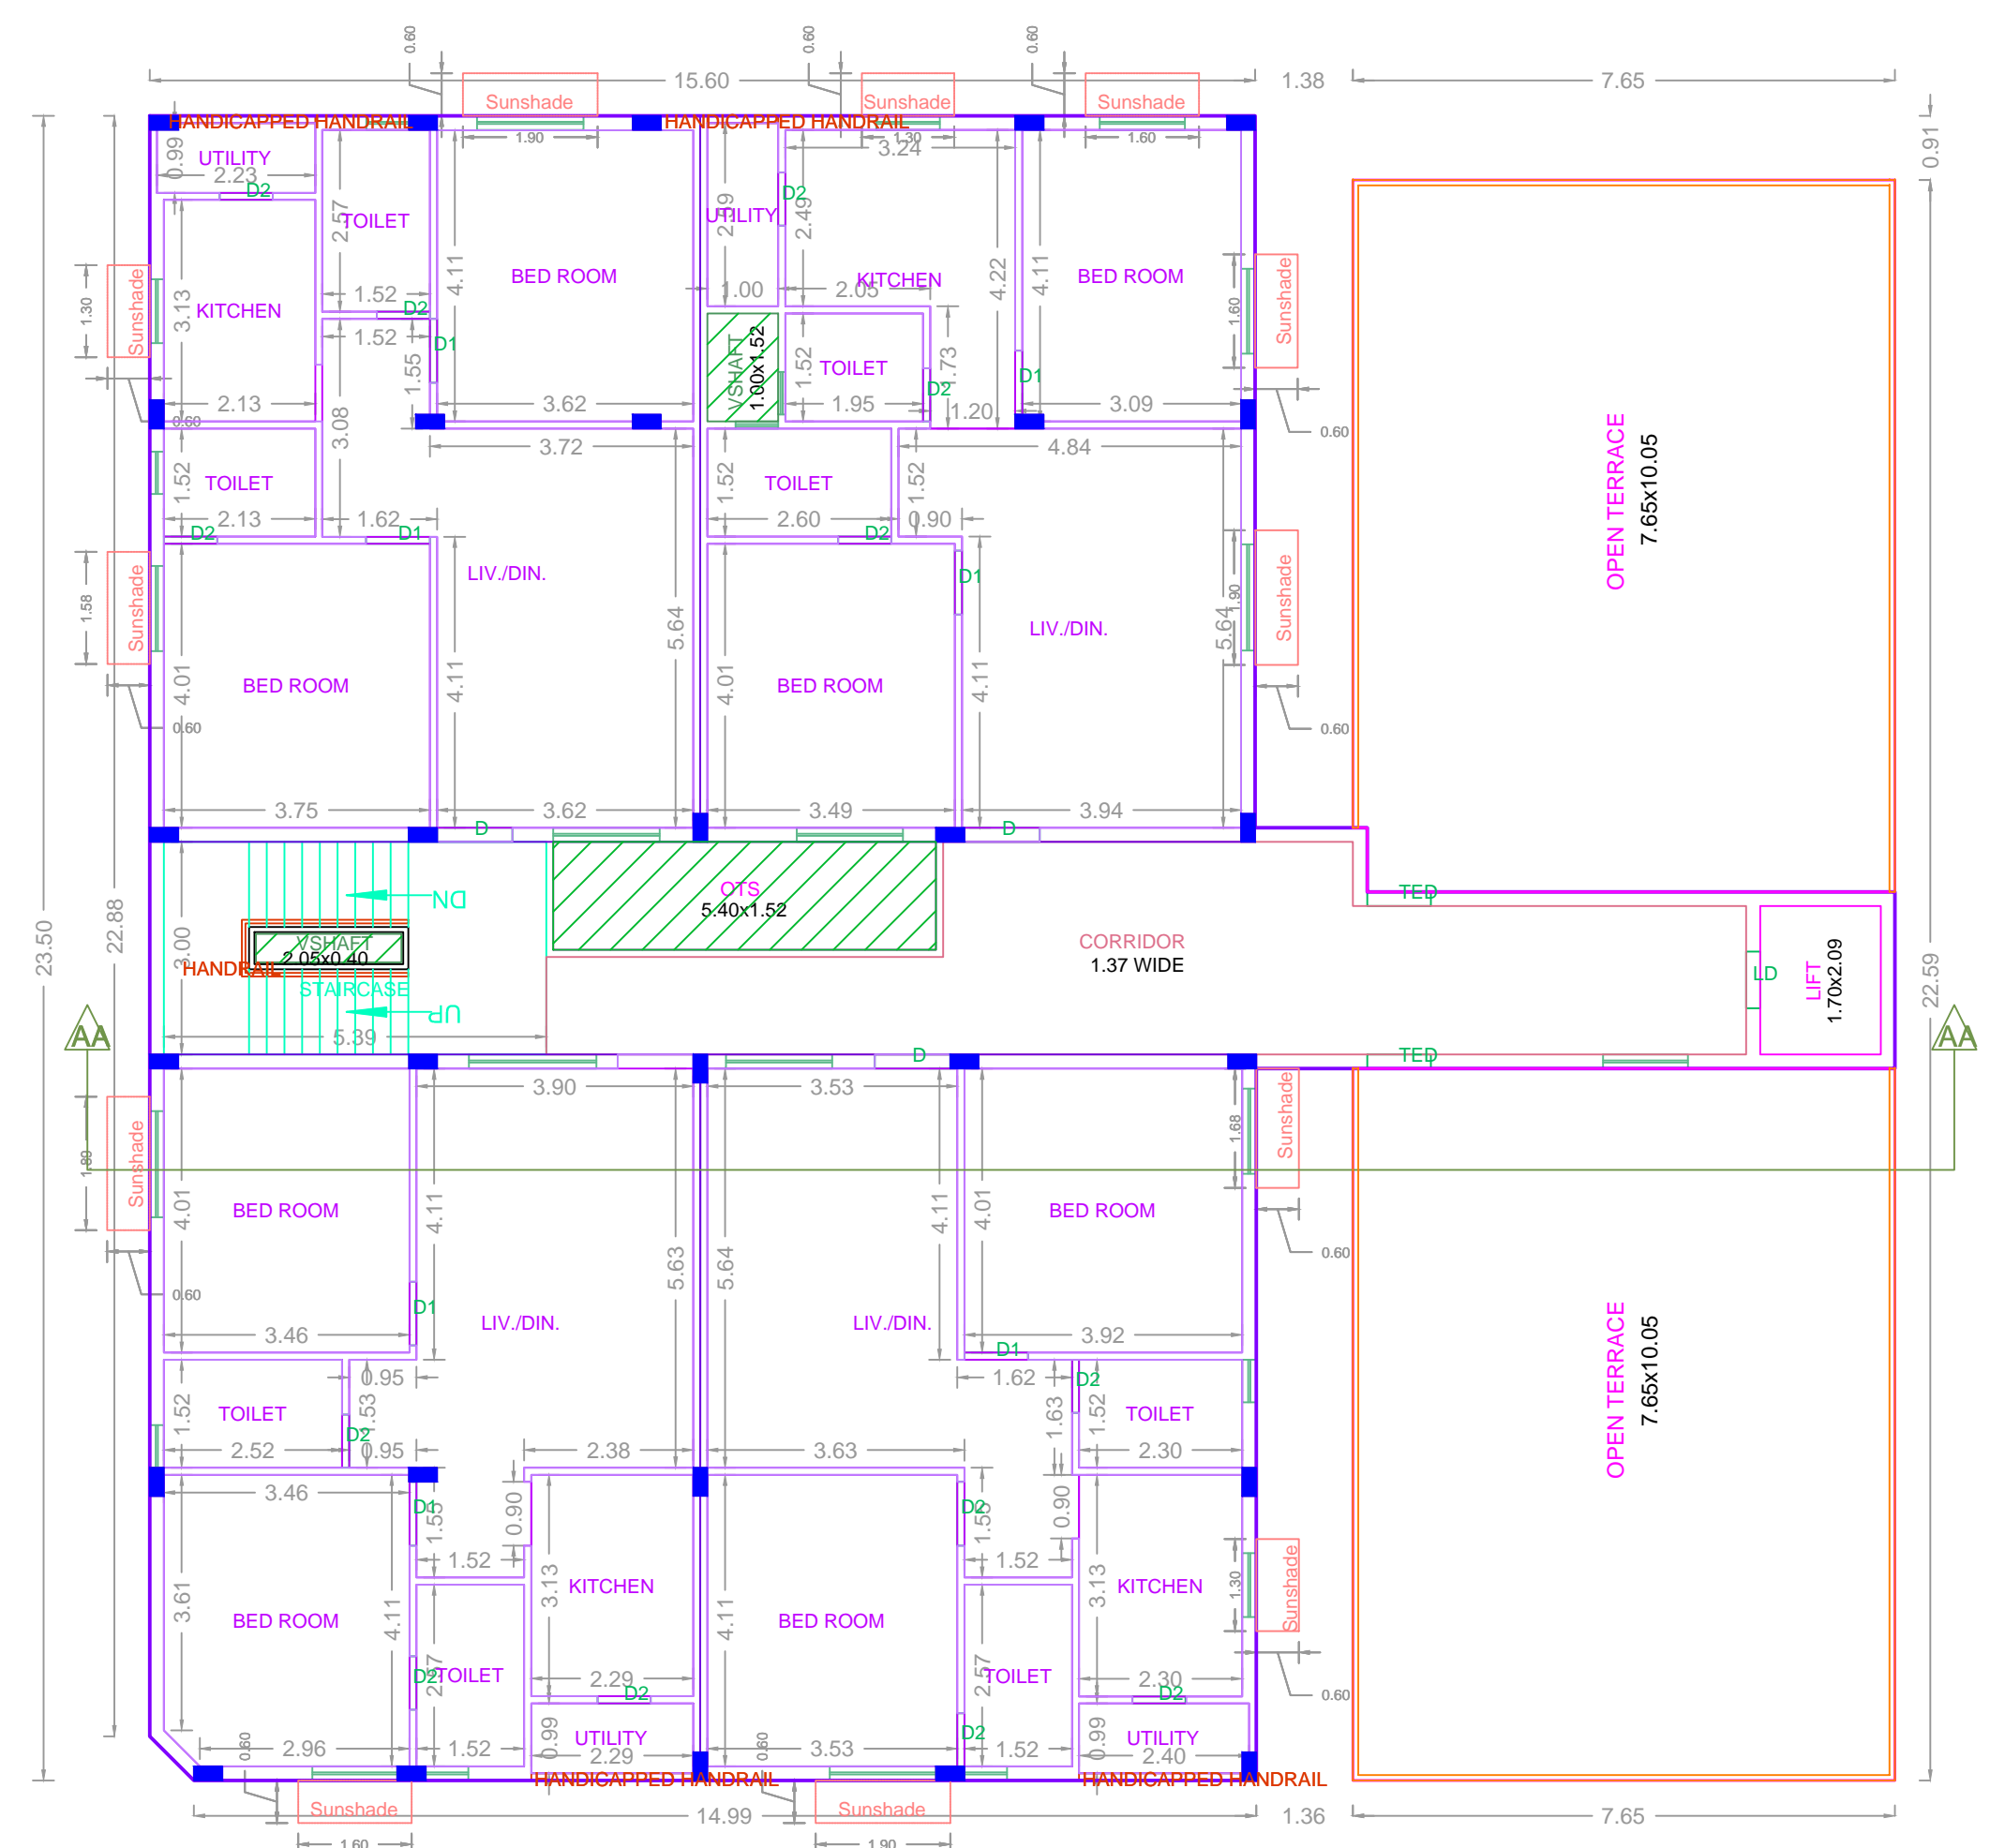 0.60
0.60
0.60
15.60
1.38
7.65
Sunshade
Sunshade
Sunshade
HANDICAPPED HANDRAIL
HANDICAPPED HANDRAIL
1.90
1.30
1.60
3.24
0.91
0.99
UTILITY
2.23
D2
TOILET
2.57
4.11
BED ROOM
2.59
UTILITY
D2
2.49
KITCHEN
4.22
4.11
BED ROOM
1.00
2.05
Sunshade
1.30
3.13
KITCHEN
1.52
D2
1.52
D1
1.55
VSHAFT
1.00x1.52
1.52
TOILET
1.73
D2
D1
1.60
Sunshade
2.13
0.60
3.08
3.62
1.95
1.20
3.09
0.60
3.72
4.84
1.52
TOILET
1.52
TOILET
1.52
2.13
1.62
2.60
0.90
D2
D1
D2
OPEN TERRACE
7.65x10.05
LIV./DIN.
D1
Sunshade
1.58
5.64
LIV./DIN.
5.64
1.90
Sunshade
4.01
BED ROOM
4.11
4.01
BED ROOM
4.11
0.60
0.60
3.75
3.62
3.49
3.94
D
D
23.50
22.88
3.00
DN
OTS
5.40x1.52
TED
VSHAFT
2.05x0.40
HANDRAIL
STAIRCASE
UP
5.39
CORRIDOR
1.37 WIDE
LD
LIFT
1.70x2.09
22.59
AA
AA
D
TED
3.90
3.53
Sunshade
1.68
Sunshade
4.01
BED ROOM
4.11
5.63
5.64
4.11
4.01
BED ROOM
0.60
0.60
D1
3.46
LIV./DIN.
LIV./DIN.
3.92
D1
0.95
1.62
D2
1.52
TOILET
1.53
D2
1.63
1.52
TOILET
2.52
0.95
2.38
3.63
2.30
OPEN TERRACE
7.65x10.05
3.46
D1
1.55
0.90
D2
1.55
0.90
1.52
1.52
3.61
BED ROOM
4.11
3.13
KITCHEN
4.11
BED ROOM
3.13
KITCHEN
1.30
Sunshade
D2
2.57
TOILET
2.29
D2
2.57
TOILET
2.30
D2
0.60
0.60
2.96
1.52
0.99
UTILITY
2.29
0.60
3.53
D2
1.52
0.99
UTILITY
2.40
HANDICAPPED HANDRAIL
HANDICAPPED HANDRAIL
Sunshade
Sunshade
14.99
1.36
7.65
1.60
1.90